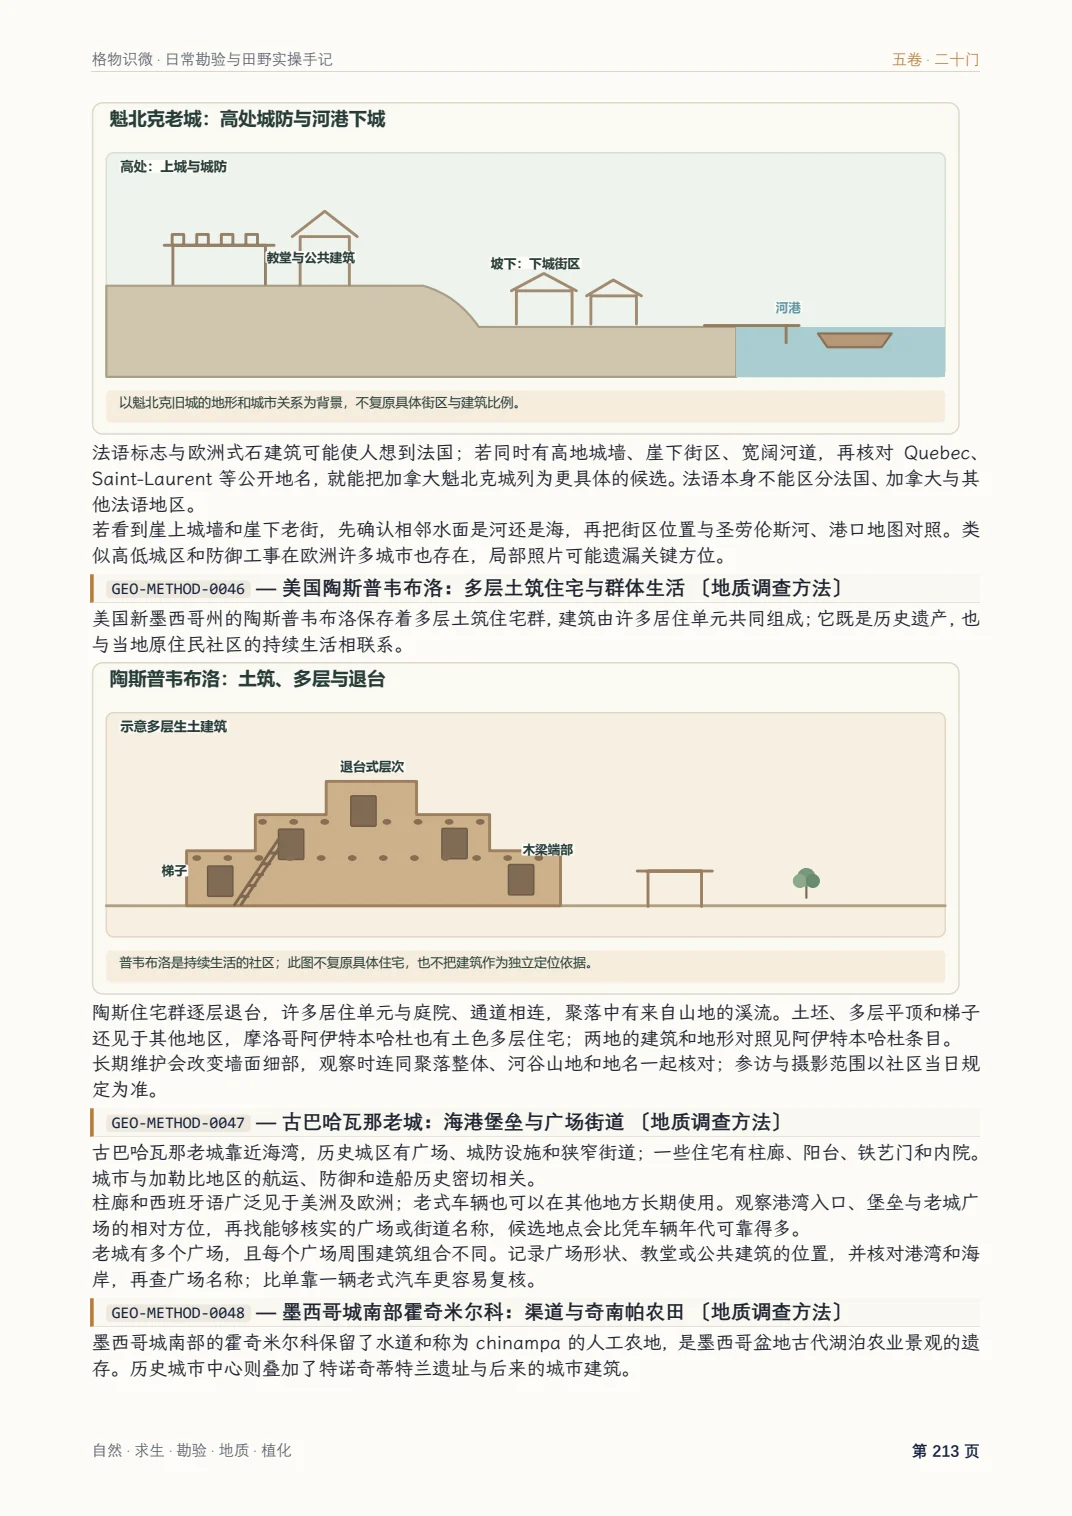 格物识微 · 日常勘验与田野实操手记
五卷 · 二十门
魁北克老城：高处城防与河港下城
高处：上城与城防
教堂与公共建筑
坡下：下城街区
河港
以魁北克旧城的地形和城市关系为背景，不复原具体街区与建筑比例。
法语标志与欧洲式石建筑可能使人想到法国；若同时有高地城墙、崖下街区、宽阔河道，再核对 Quebec、
Saint-Laurent 等公开地名，就能把加拿大魁北克城列为更具体的候选。法语本身不能区分法国、加拿大与其
他法语地区。
若看到崖上城墙和崖下老街，先确认相邻水面是河还是海，再把街区位置与圣劳伦斯河、港口地图对照。类
似高低城区和防御工事在欧洲许多城市也存在，局部照片可能遗漏关键方位。
GEO-METHOD-0046 — 美国陶斯普韦布洛：多层土筑住宅与群体生活 〔地质调查方法〕
美国新墨西哥州的陶斯普韦布洛保存着多层土筑住宅群，建筑由许多居住单元共同组成；它既是历史遗产，也
与当地原住民社区的持续生活相联系。
陶斯普韦布洛：土筑、多层与退台
示意多层生土建筑
退台式层次
木梁端部
梯子
普韦布洛是持续生活的社区；此图不复原具体住宅，也不把建筑作为独立定位依据。
陶斯住宅群逐层退台，许多居住单元与庭院、通道相连，聚落中有来自山地的溪流。土坯、多层平顶和梯子
还见于其他地区，摩洛哥阿伊特本哈杜也有土色多层住宅；两地的建筑和地形对照见阿伊特本哈杜条目。
长期维护会改变墙面细部，观察时连同聚落整体、河谷山地和地名一起核对；参访与摄影范围以社区当日规
定为准。
GEO-METHOD-0047 — 古巴哈瓦那老城：海港堡垒与广场街道 〔地质调查方法〕
古巴哈瓦那老城靠近海湾，历史城区有广场、城防设施和狭窄街道；一些住宅有柱廊、阳台、铁艺门和内院。
城市与加勒比地区的航运、防御和造船历史密切相关。
柱廊和西班牙语广泛见于美洲及欧洲；老式车辆也可以在其他地方长期使用。观察港湾入口、堡垒与老城广
场的相对方位，再找能够核实的广场或街道名称，候选地点会比凭车辆年代可靠得多。
老城有多个广场，且每个广场周围建筑组合不同。记录广场形状、教堂或公共建筑的位置，并核对港湾和海
岸，再查广场名称；比单靠一辆老式汽车更容易复核。
GEO-METHOD-0048 — 墨西哥城南部霍奇米尔科：渠道与奇南帕农田 〔地质调查方法〕
墨西哥城南部的霍奇米尔科保留了水道和称为 chinampa 的人工农地，是墨西哥盆地古代湖泊农业景观的遗
存。历史城市中心则叠加了特诺奇蒂特兰遗址与后来的城市建筑。
自然 · 求生 · 勘验 · 地质 · 植化
第 213 页